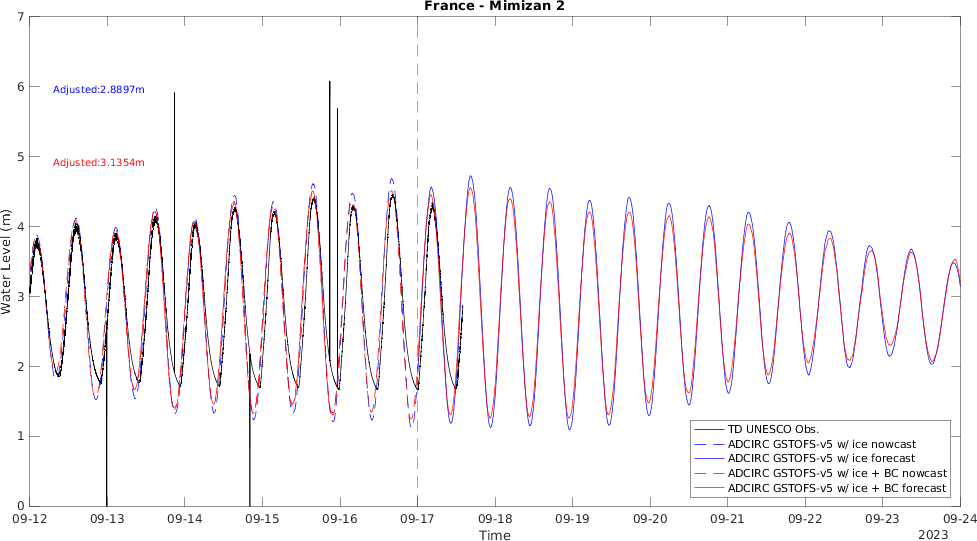 France - Mimizan 2
7
6
5
4
3
2
1
0
Water Level (m)
Adjusted:2.8897m
Adjusted:3.1354m
TD UNESCO Obs.
ADCIRC GSTOFS-v5 w/ ice nowcast
ADCIRC GSTOFS-v5 w/ ice forecast
ADCIRC GSTOFS-v5 w/ ice + BC nowcast
ADCIRC GSTOFS-v5 w/ ice + BC forecast
09-12 09-13 09-14 09-15 09-16 09-17 09-18 09-19 09-20 09-21 09-22 09-23 09-24
Time
2023